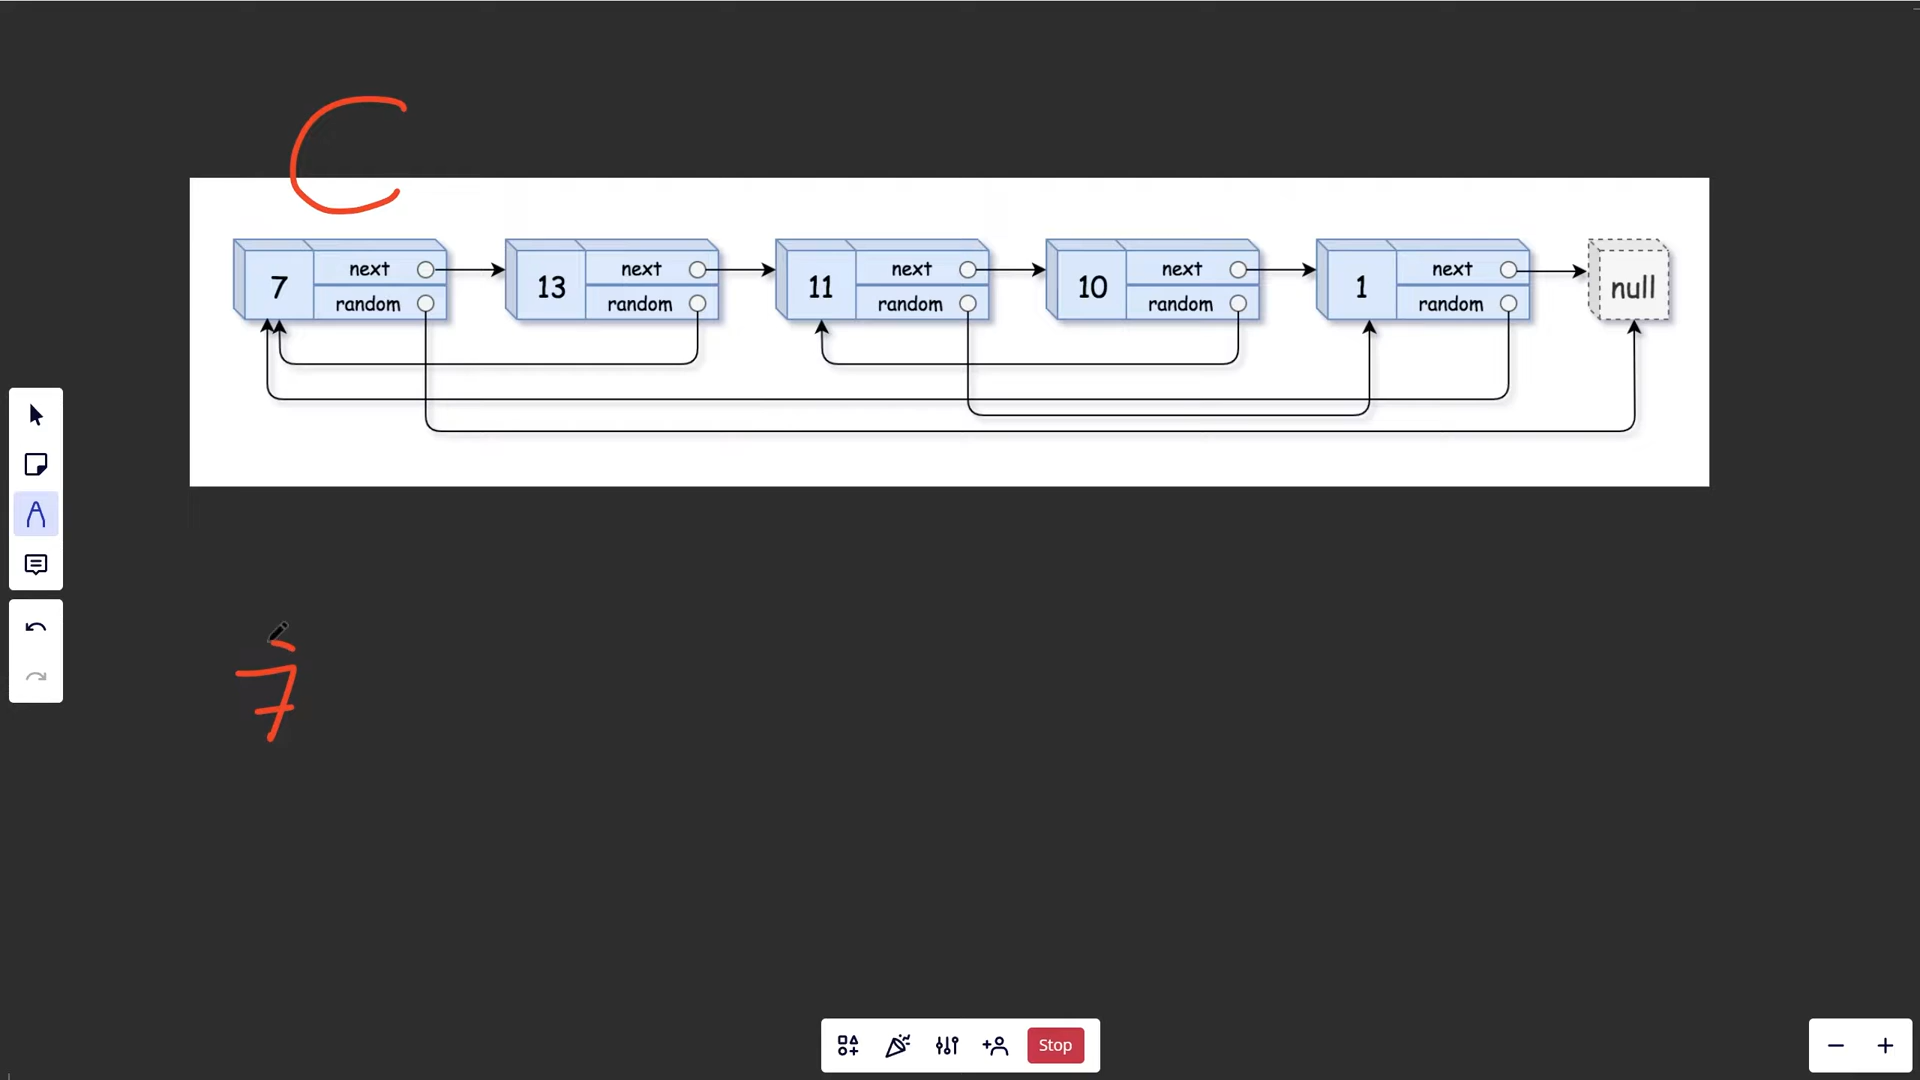 C
7 next 13 next 11 next 10 next 1 next null
random random random random random
7
Stop